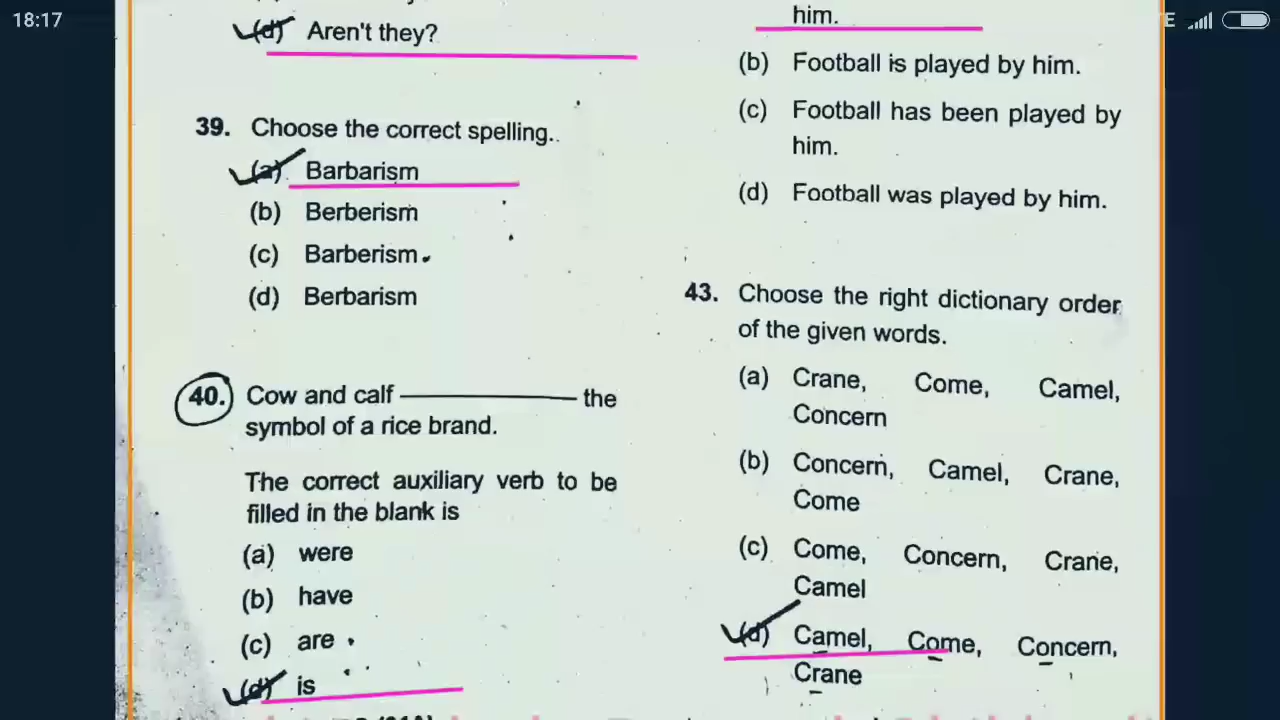 18:17
E
(d) Aren't they?
39. Choose the correct spelling.
(a) Barbarism
(b) Berberism
(c) Barberism
(d) Berbarism
40. Cow and calf ____________ the
symbol of a rice brand.
The correct auxiliary verb to be
filled in the blank is
(a) were
(b) have
(c) are
(d) is
him.
(b) Football is played by him.
(c) Football has been played by
him.
(d) Football was played by him.
43. Choose the right dictionary order
of the given words.
(a) Crane, Come, Camel,
Concern
(b) Concern, Camel, Crane,
Come
(c) Come, Concern, Crane,
Camel
(d) Camel, Come, Concern,
Crane